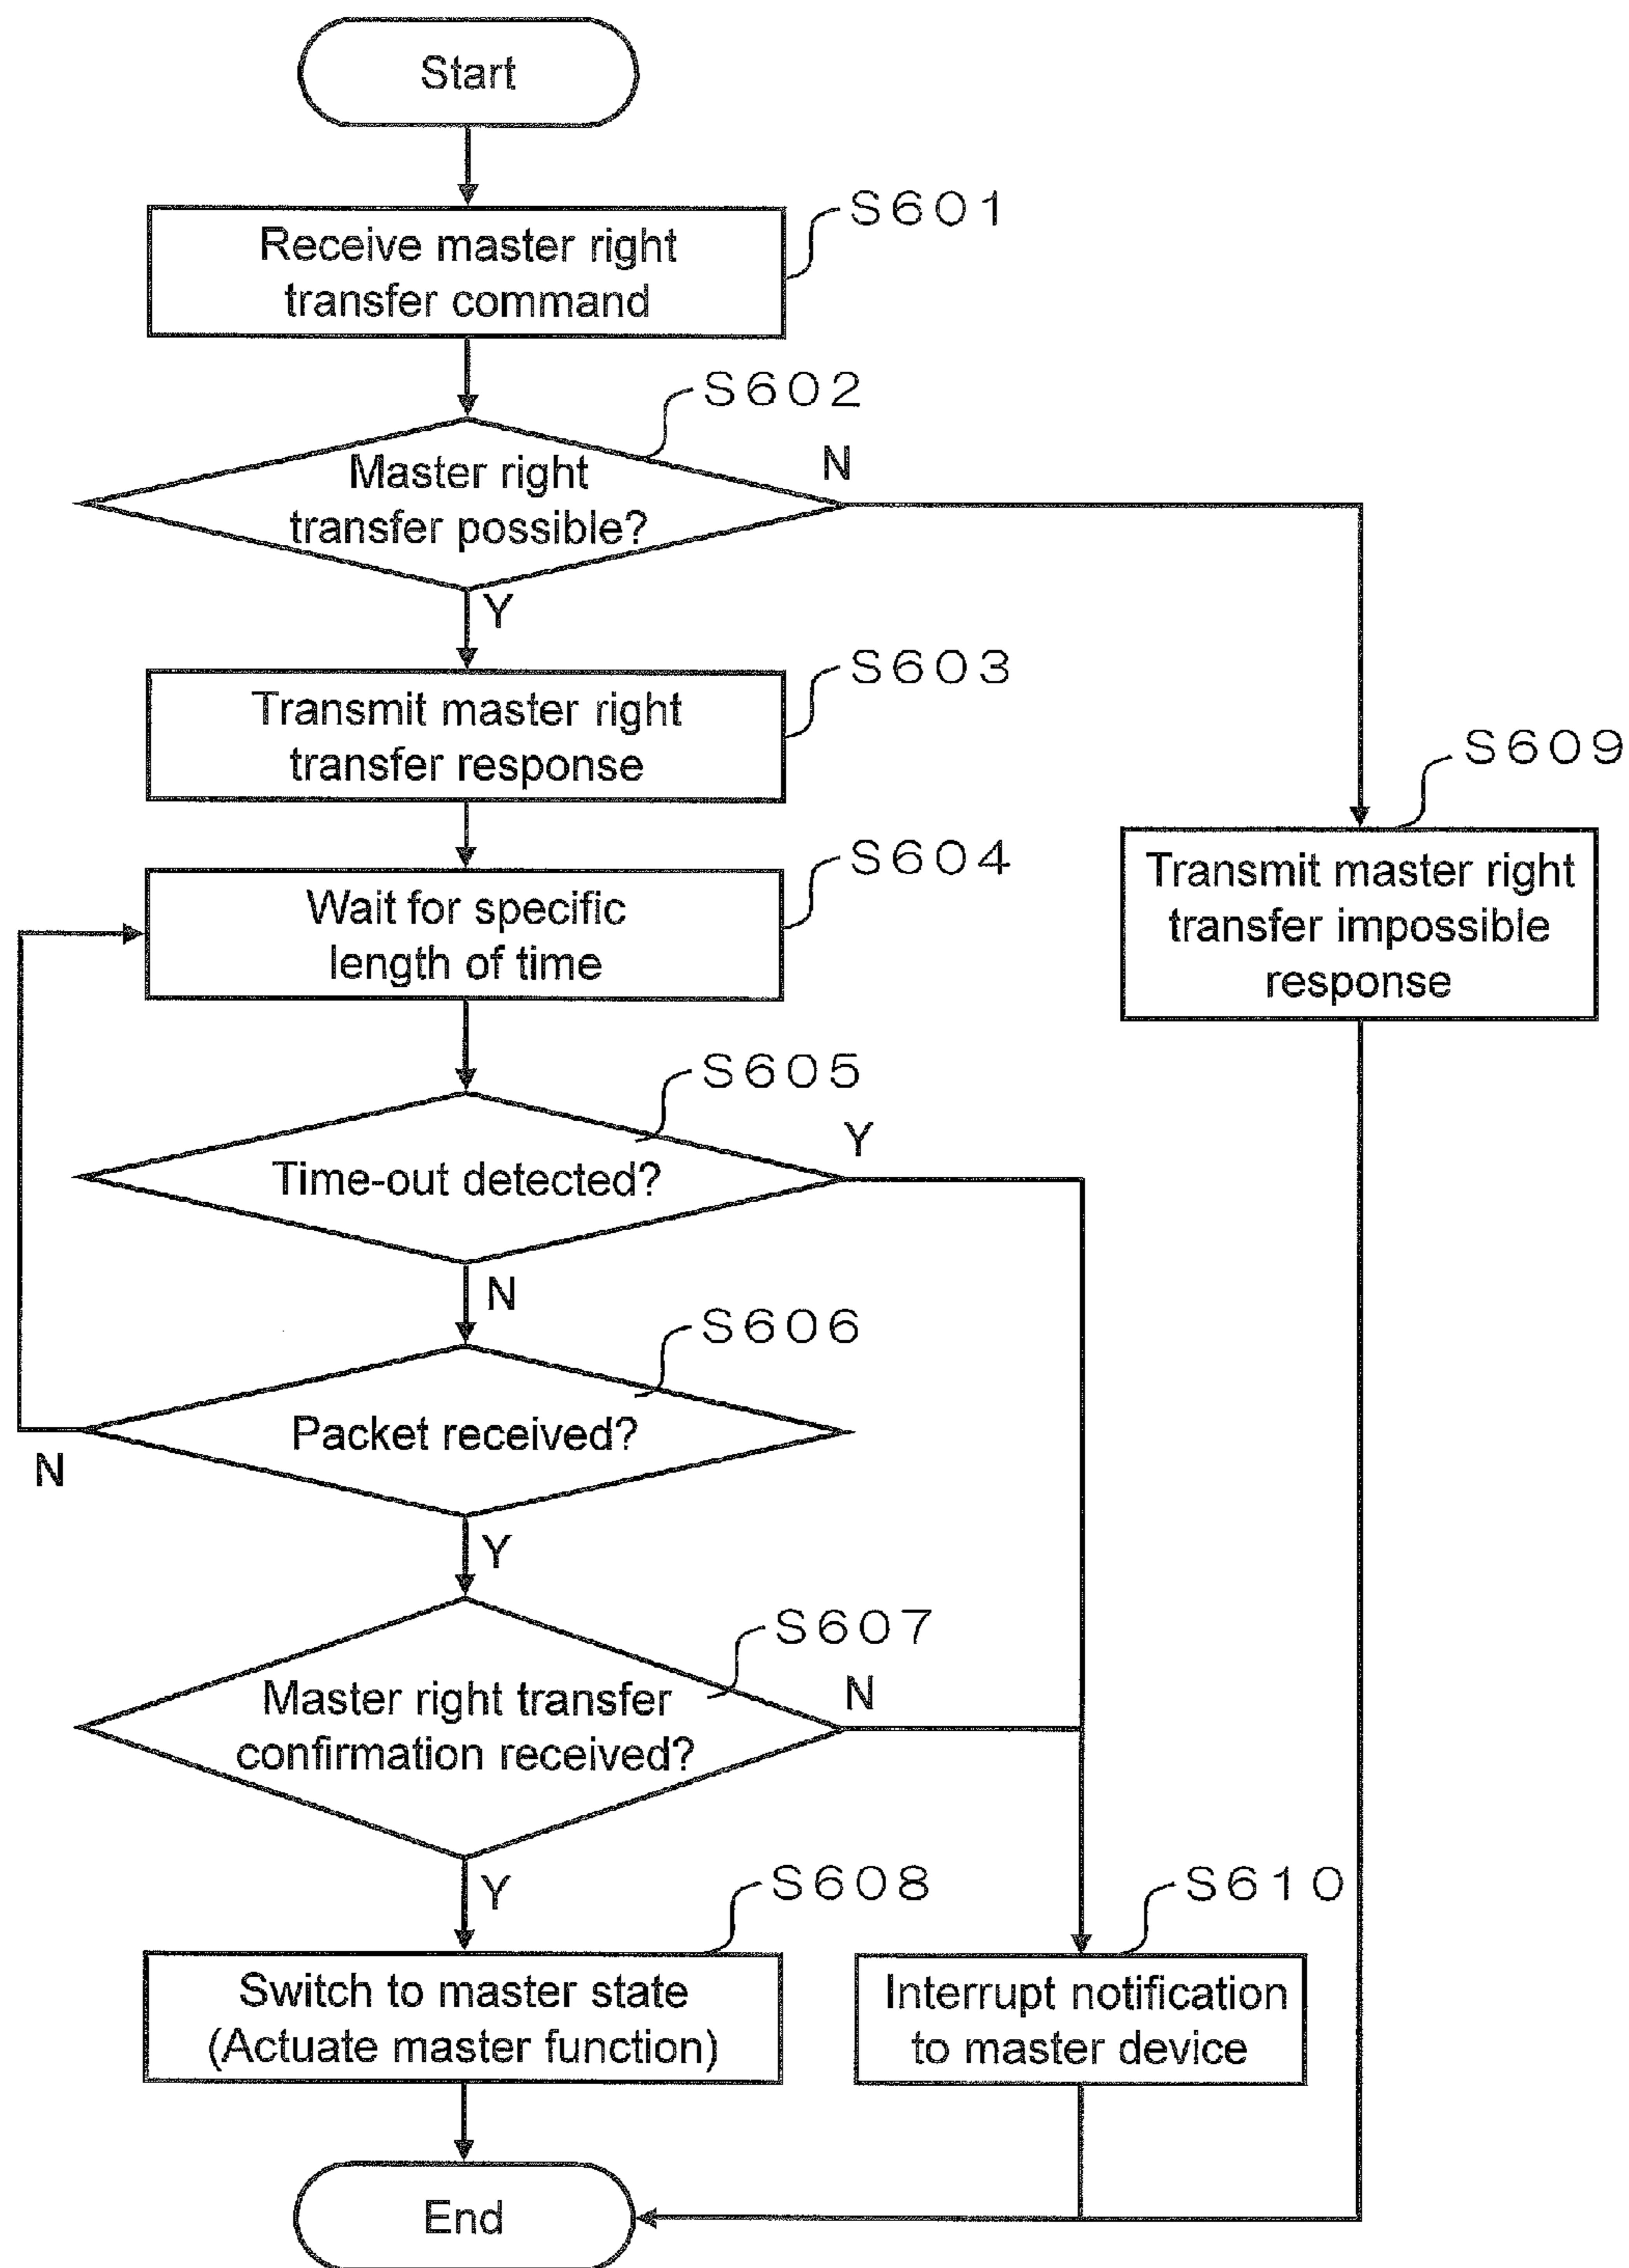 Start
S601
Receive master right
transfer command
S602
Master right
transfer possible?
N
Y
S603
Transmit master right
transfer response
S609
Transmit master right
transfer impossible
response
S604
Wait for specific
length of time
S605
Time-out detected?
Y
N
S606
Packet received?
N
Y
S607
Master right transfer
confirmation received?
N
Y
S608
Switch to master state
(Actuate master function)
S610
Interrupt notification
to master device
End